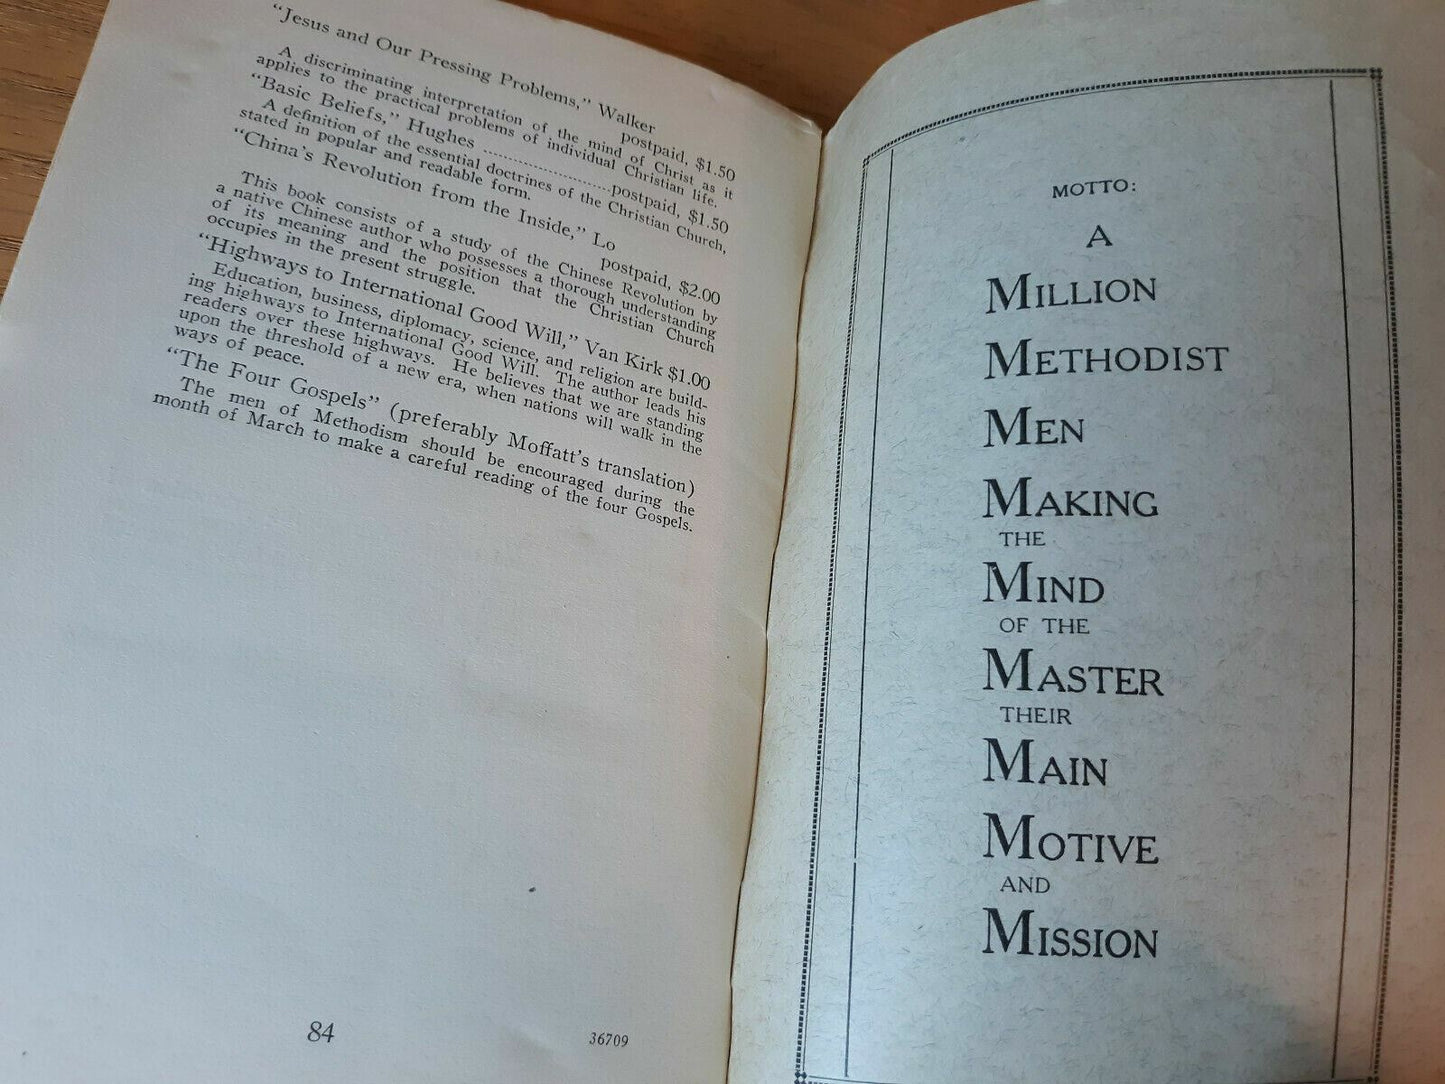 "Jesus and Our Pressing Problems," Walker
postpaid, $1.50
A discriminating interpretation of the mind of Christ as it
applies to the practical problems of individual Christian life.
"Basic Beliefs," Hughes ........................postpaid, $1.50
A definition of the essential doctrines of the Christian Church,
stated in popular and readable form.
"China's Revolution from the Inside," Lo
postpaid, $2.00
This book consists of a study of the Chinese Revolution by
a native Chinese author who possesses a thorough understanding
of its meaning and the position that the Christian Church
occupies in the present struggle.
"Highways to International Good Will," Van Kirk $1.00
Education, business, diplomacy, science, and religion are build-
ing highways to International Good Will. The author leads his
readers over these highways. He believes that we are standing
upon the threshold of a new era, when nations will walk in the
ways of peace.
"The Four Gospels" (preferably Moffatt's translation)
The men of Methodism should be encouraged during the
month of March to make a careful reading of the four Gospels.
84
36709
MOTTO:
A
MILLION
METHODIST
MEN
MAKING
THE
MIND
OF THE
MASTER
THEIR
MAIN
MOTIVE
AND
MISSION